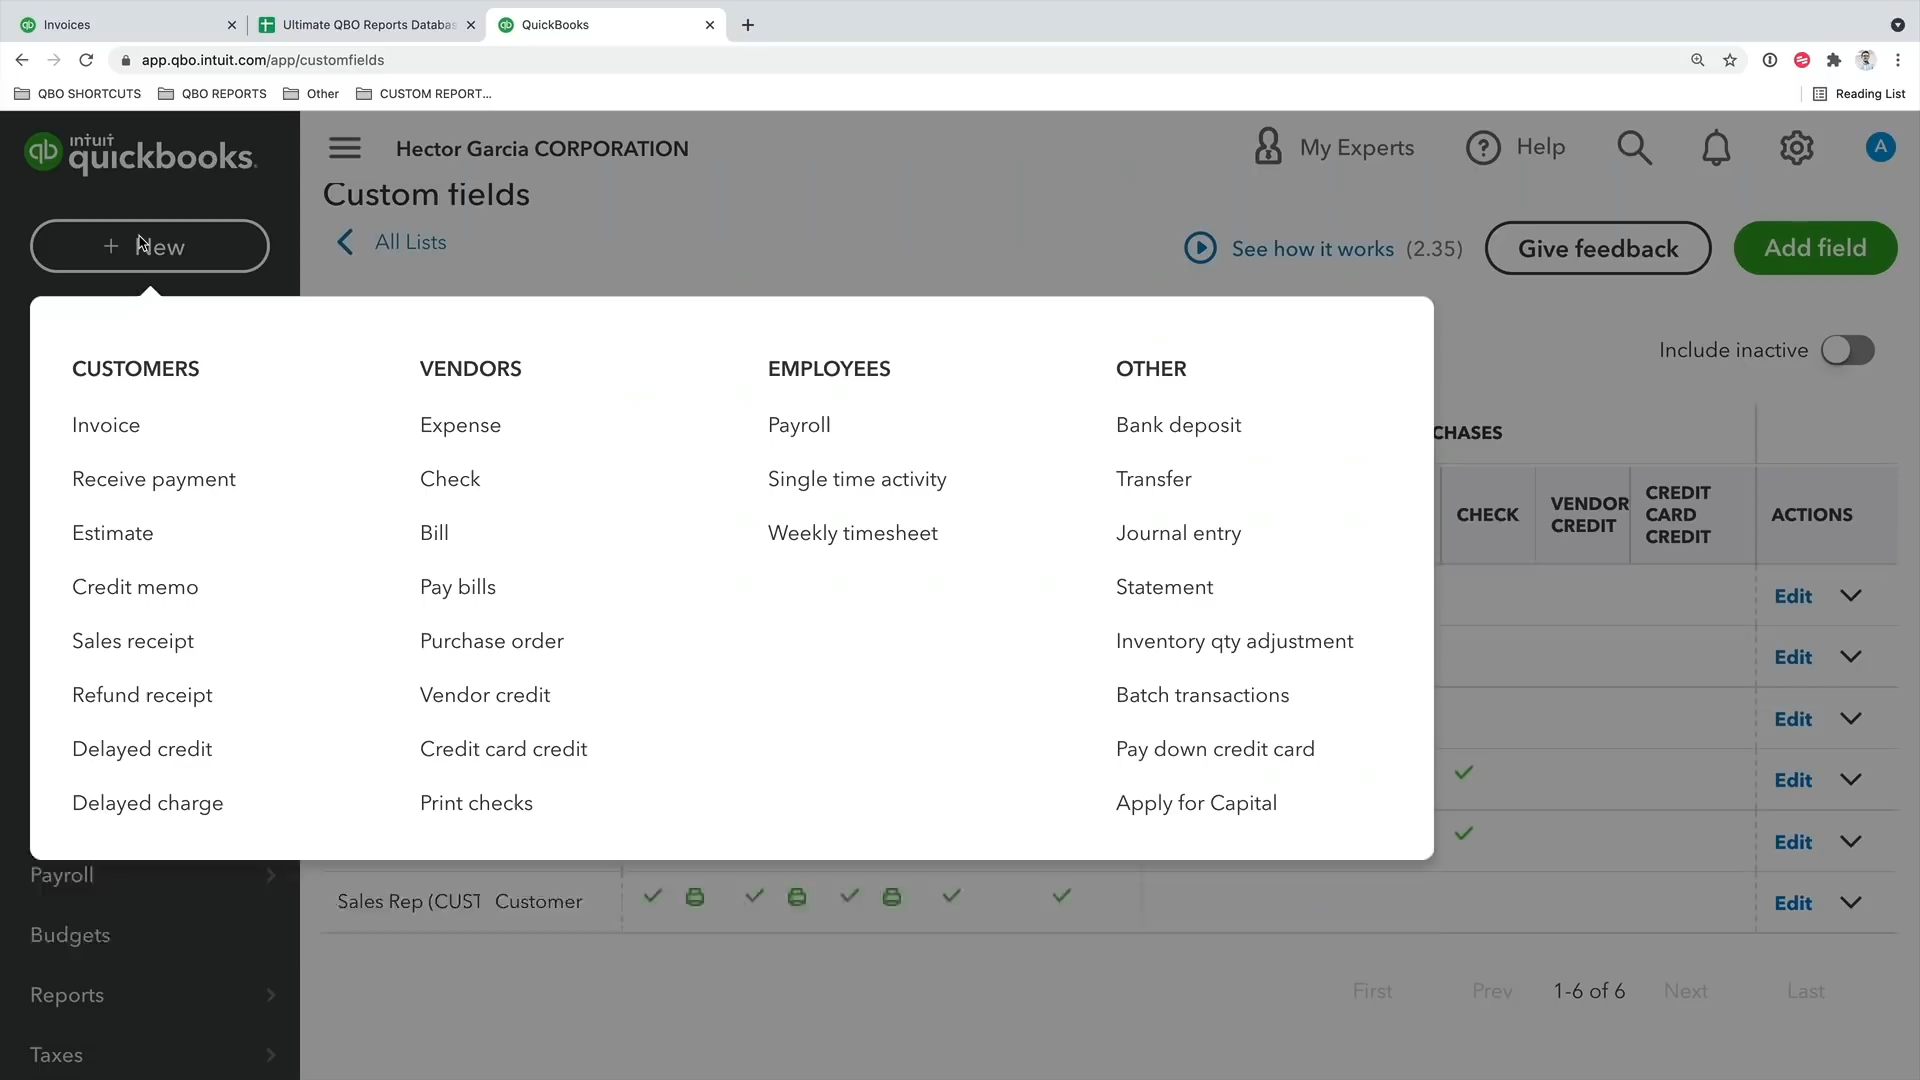 Invoices
Ultimate QBO Reports Databas
QuickBooks
app.qbo.intuit.com/app/customfields
QBO SHORTCUTS
QBO REPORTS
Other
CUSTOM REPORT...
Reading List
intuit
quickbooks.
Hector Garcia CORPORATION
My Experts
Help
A
Custom fields
+ New
All Lists
See how it works (2.35)
Give feedback
Add field
Include inactive
CUSTOMERS
Invoice
Receive payment
Estimate
Credit memo
Sales receipt
Refund receipt
Delayed credit
Delayed charge
VENDORS
Expense
Check
Bill
Pay bills
Purchase order
Vendor credit
Credit card credit
Print checks
EMPLOYEES
Payroll
Single time activity
Weekly timesheet
OTHER
Bank deposit
Transfer
Journal entry
Statement
Inventory qty adjustment
Batch transactions
Pay down credit card
Apply for Capital
CHASES
CHECK
VENDOR
CREDIT
CREDIT
CARD
CREDIT
ACTIONS
Edit
Edit
Edit
Edit
Edit
Sales Rep (CUST Customer
Edit
Payroll
Budgets
Reports
Taxes
First
Prev
1-6 of 6
Next
Last